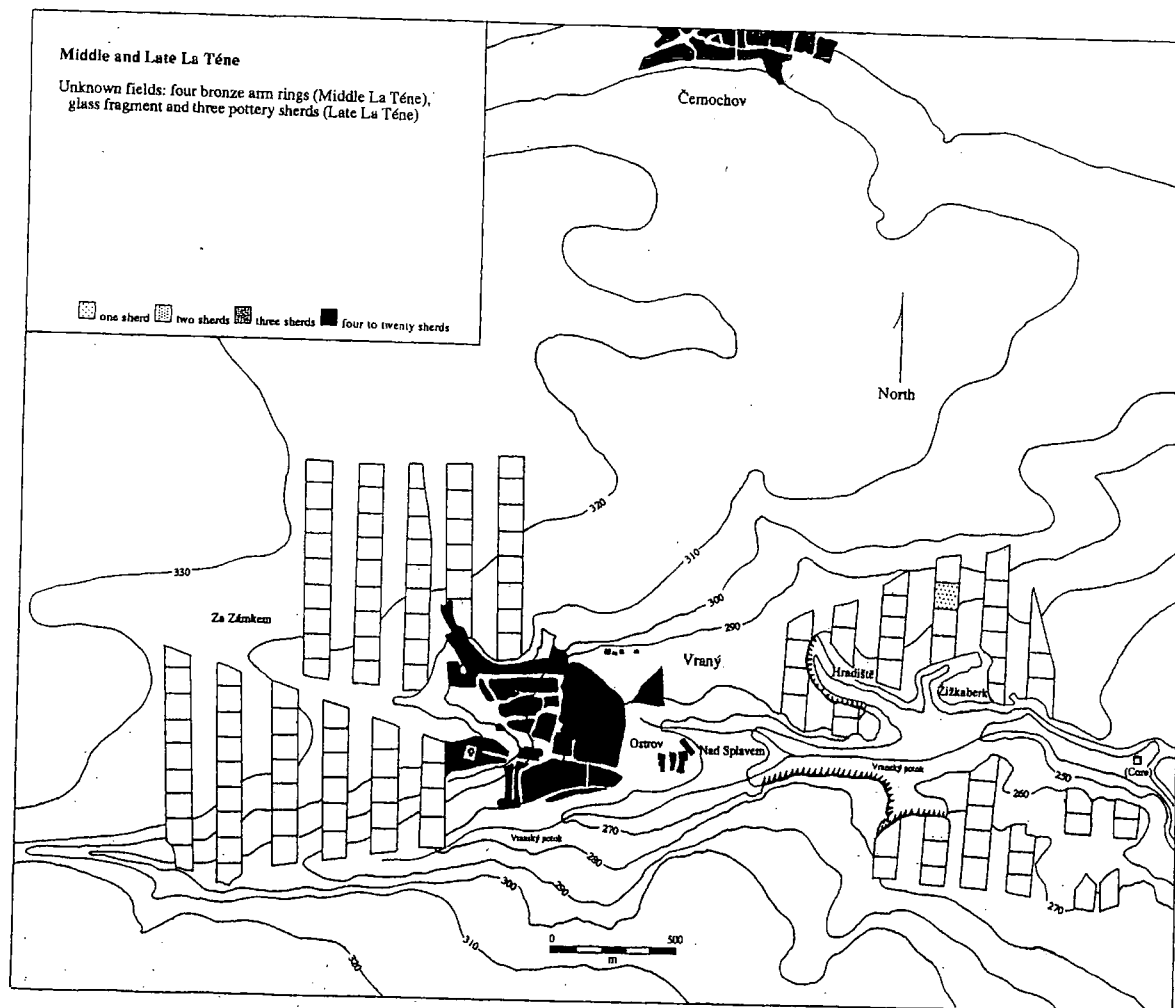 Middle and Late La Téne
Unknown fields: four bronze arm rings (Middle La Téne),
glass fragment and three pottery sherds (Late La Téne)
one sherd two sherds three sherds four to twenty sherds
Černochov
North
320
310
330
300
Za Zámkem
290
Vraný
Hradiště
Žižkaberk
Ostrov
Nad Splavem
Vranský potok
250
(Core)
260
270
Vranský potok
280
290
300
270
310
320
0 500
m